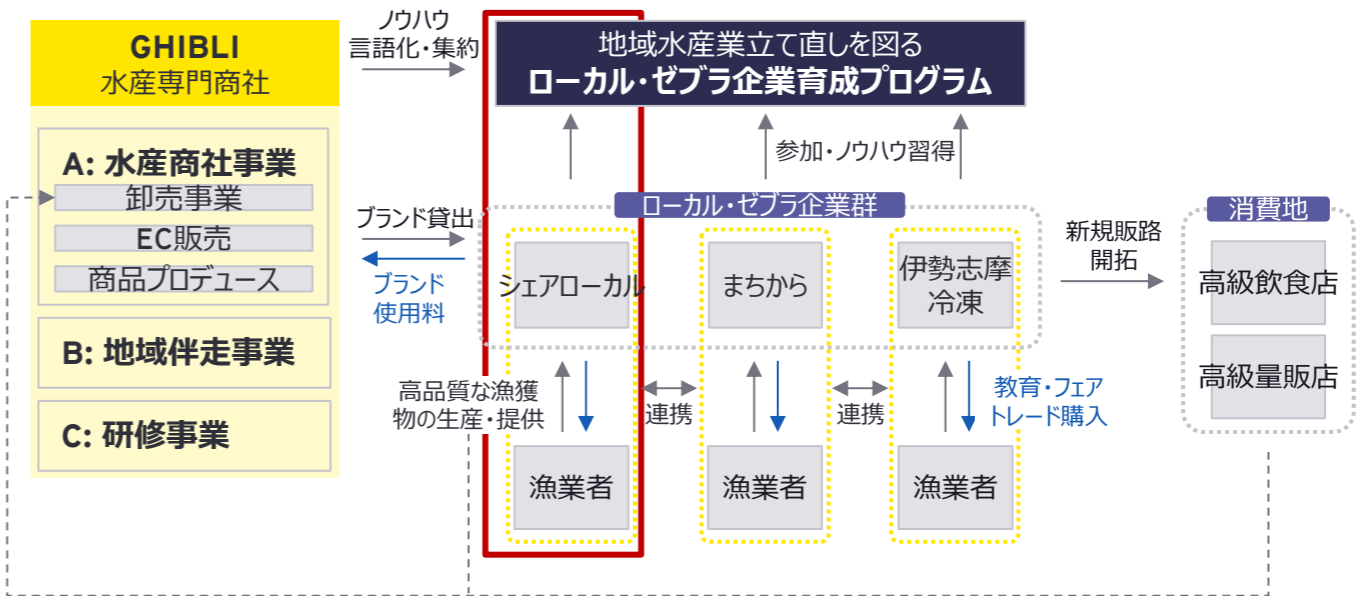 GHIBLI
水産専門商社
ノウハウ
言語化・集約
地域水産業立て直しを図る
ローカル・ゼブラ企業育成プログラム
A: 水産商社事業
卸売事業
EC販売
商品プロデュース
B: 地域伴走事業
C: 研修事業
参加・ノウハウ習得
ブランド貸出
ブランド
使用料
ローカル・ゼブラ企業群
シェアローカル
まちから
伊勢志摩
冷凍
新規販路
開拓
消費地
高級飲食店
高級量販店
高品質な漁獲
物の生産・提供
連携
連携
教育・フェア
トレード購入
漁業者
漁業者
漁業者